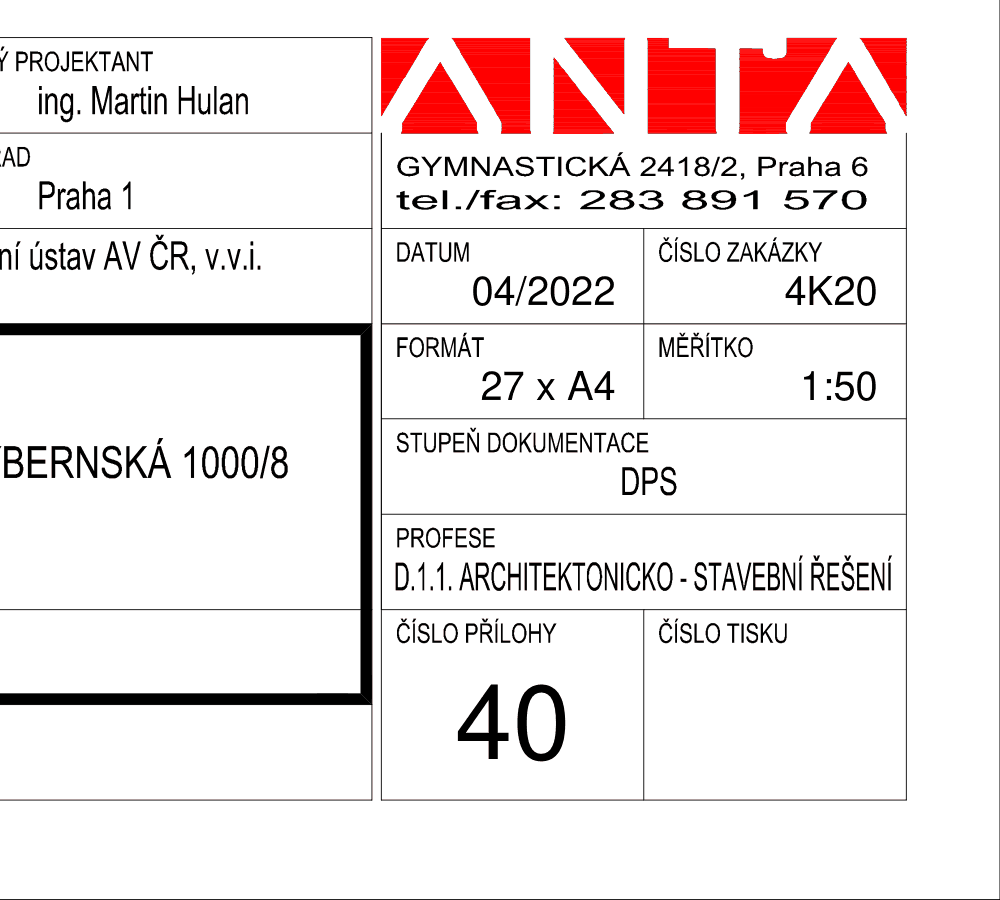 Ý PROJEKTANT
ing. Martin Hulan
Praha 1
ní ústav AV ČR, v.v.i.
BERNSKÁ 1000/8
ANTA
GYMNASTICKÁ 2418/2, Praha 6
tel./fax: 283 891 570
DATUM
04/2022
ČÍSLO ZAKÁZKY
4K20
FORMÁT
27 x A4
MĚŘÍTKO
1:50
STUPEŇ DOKUMENTACE
DPS
PROFESE
D.1.1. ARCHITEKTONICKO - STAVEBNÍ ŘEŠENÍ
ČÍSLO PŘÍLOHY
40
ČÍSLO TISKU